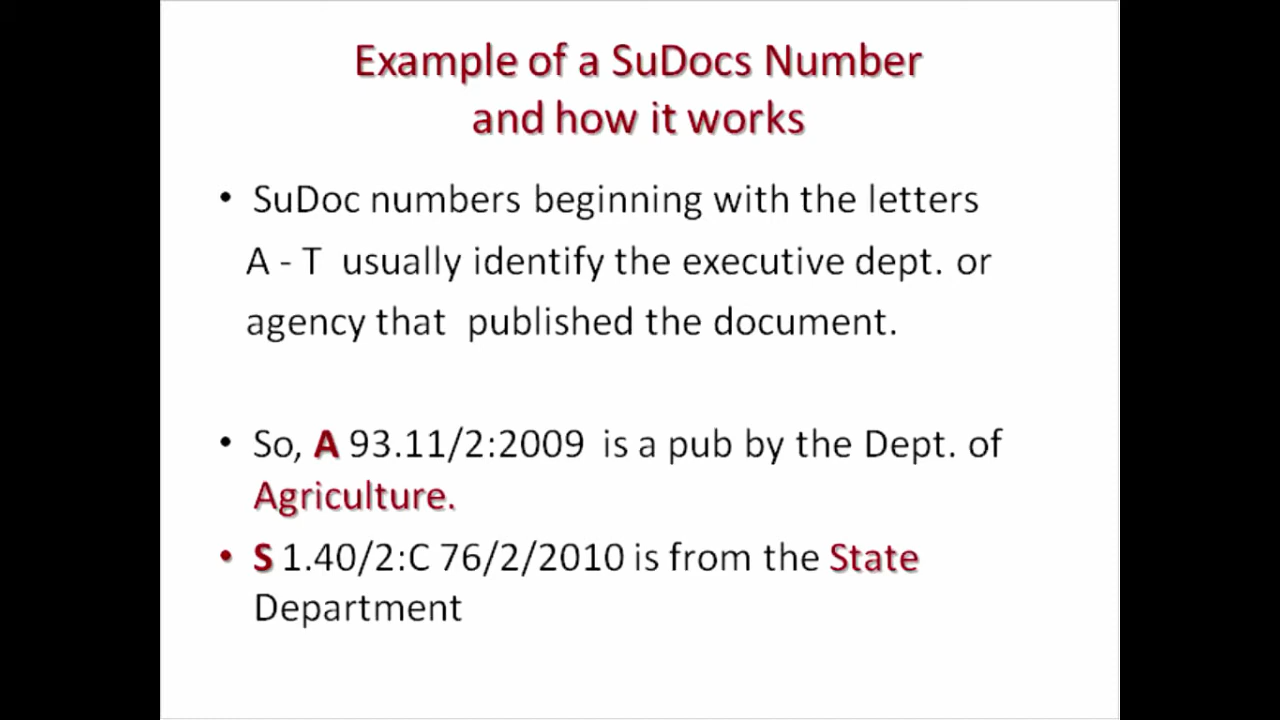 Example of a SuDocs Number
and how it works
• SuDoc numbers beginning with the letters
A - T usually identify the executive dept. or
agency that published the document.
• So, A 93.11/2:2009 is a pub by the Dept. of
Agriculture.
• S 1.40/2:C 76/2/2010 is from the State
Department